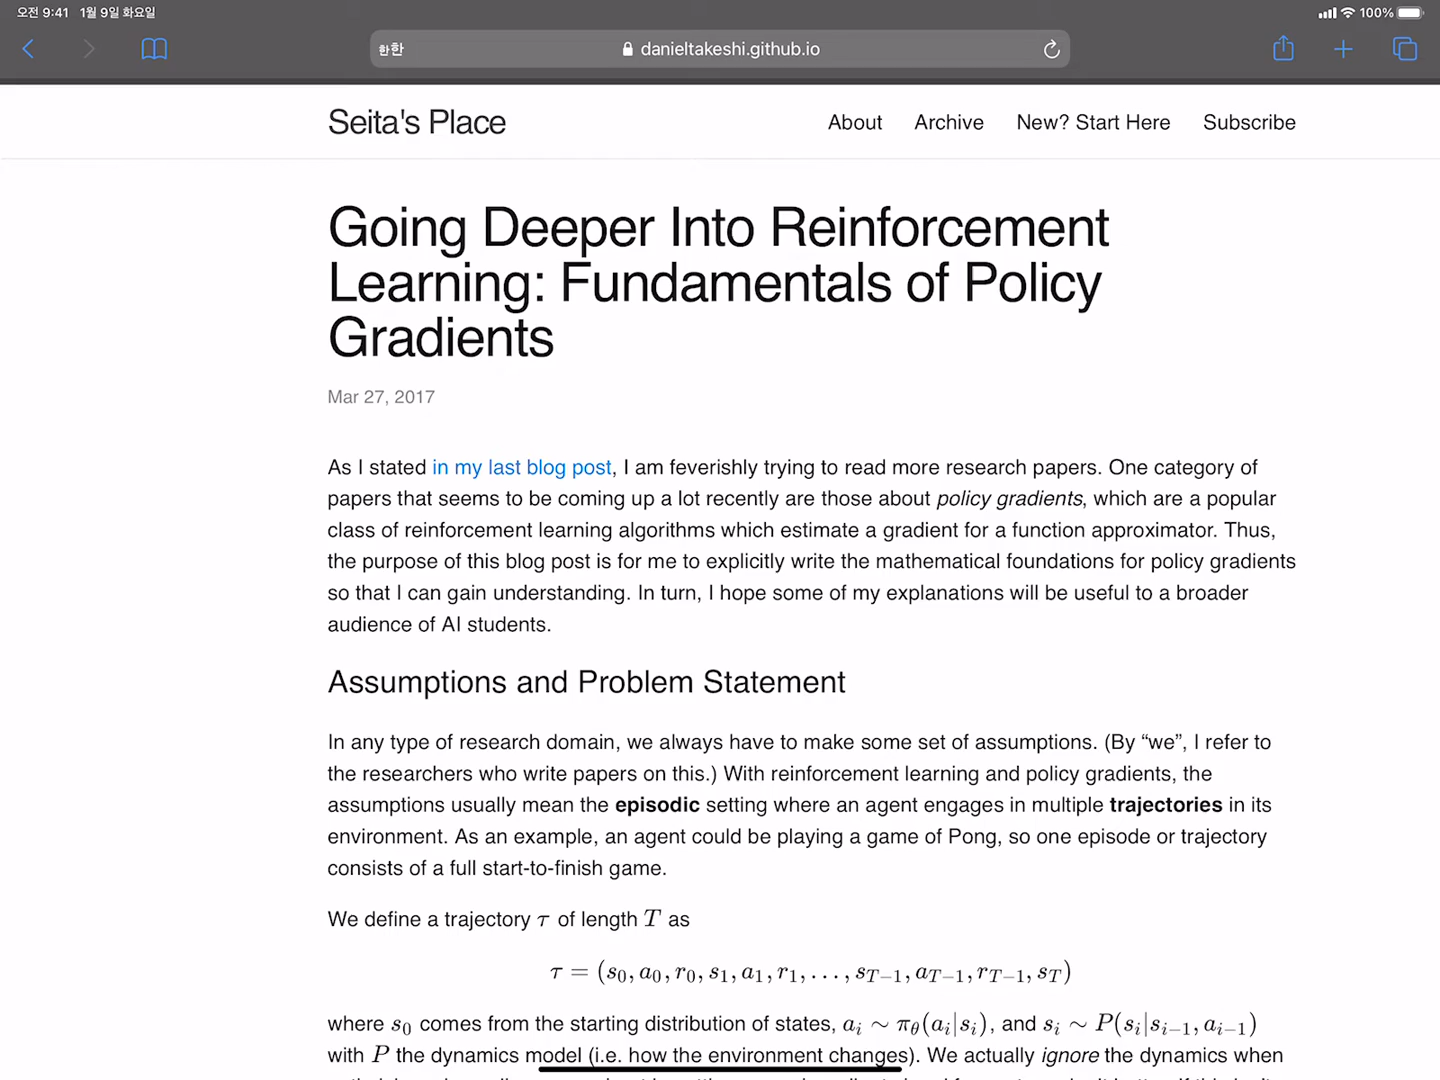 오전 9:41 1월 9일 화요일
100%
한한
danieltakeshi.github.io
Seita's Place
About Archive New? Start Here Subscribe
Going Deeper Into Reinforcement
Learning: Fundamentals of Policy
Gradients
Mar 27, 2017
As I stated in my last blog post, I am feverishly trying to read more research papers. One category of
papers that seems to be coming up a lot recently are those about policy gradients, which are a popular
class of reinforcement learning algorithms which estimate a gradient for a function approximator. Thus,
the purpose of this blog post is for me to explicitly write the mathematical foundations for policy gradients
so that I can gain understanding. In turn, I hope some of my explanations will be useful to a broader
audience of AI students.
Assumptions and Problem Statement
In any type of research domain, we always have to make some set of assumptions. (By “we”, I refer to
the researchers who write papers on this.) With reinforcement learning and policy gradients, the
assumptions usually mean the episodic setting where an agent engages in multiple trajectories in its
environment. As an example, an agent could be playing a game of Pong, so one episode or trajectory
consists of a full start-to-finish game.
We define a trajectory τ of length T as
τ = (s₀, a₀, r₀, s₁, a₁, r₁, . . . , s_{T−1}, a_{T−1}, r_{T−1}, s_T)
where s₀ comes from the starting distribution of states, a_i ∼ π_θ(a_i|s_i), and s_i ∼ P(s_i|s_{i−1}, a_{i−1})
with P the dynamics model (i.e. how the environment changes). We actually ignore the dynamics when